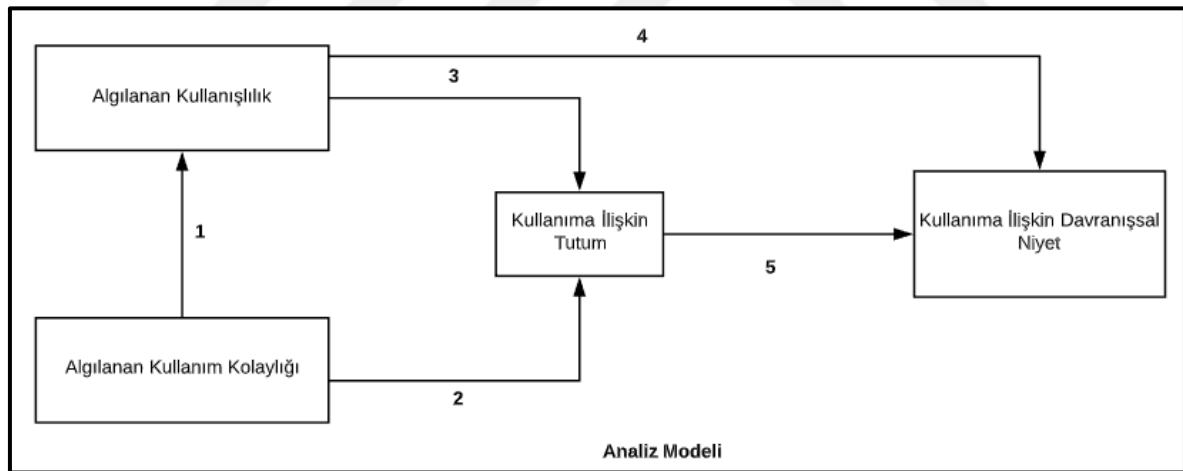 4
3
Algılanan Kullanışlılık
Kullanıma İlişkin
Tutum
Kullanıma İlişkin Davranışsal
Niyet
1
5
Algılanan Kullanım Kolaylığı
2
Analiz Modeli